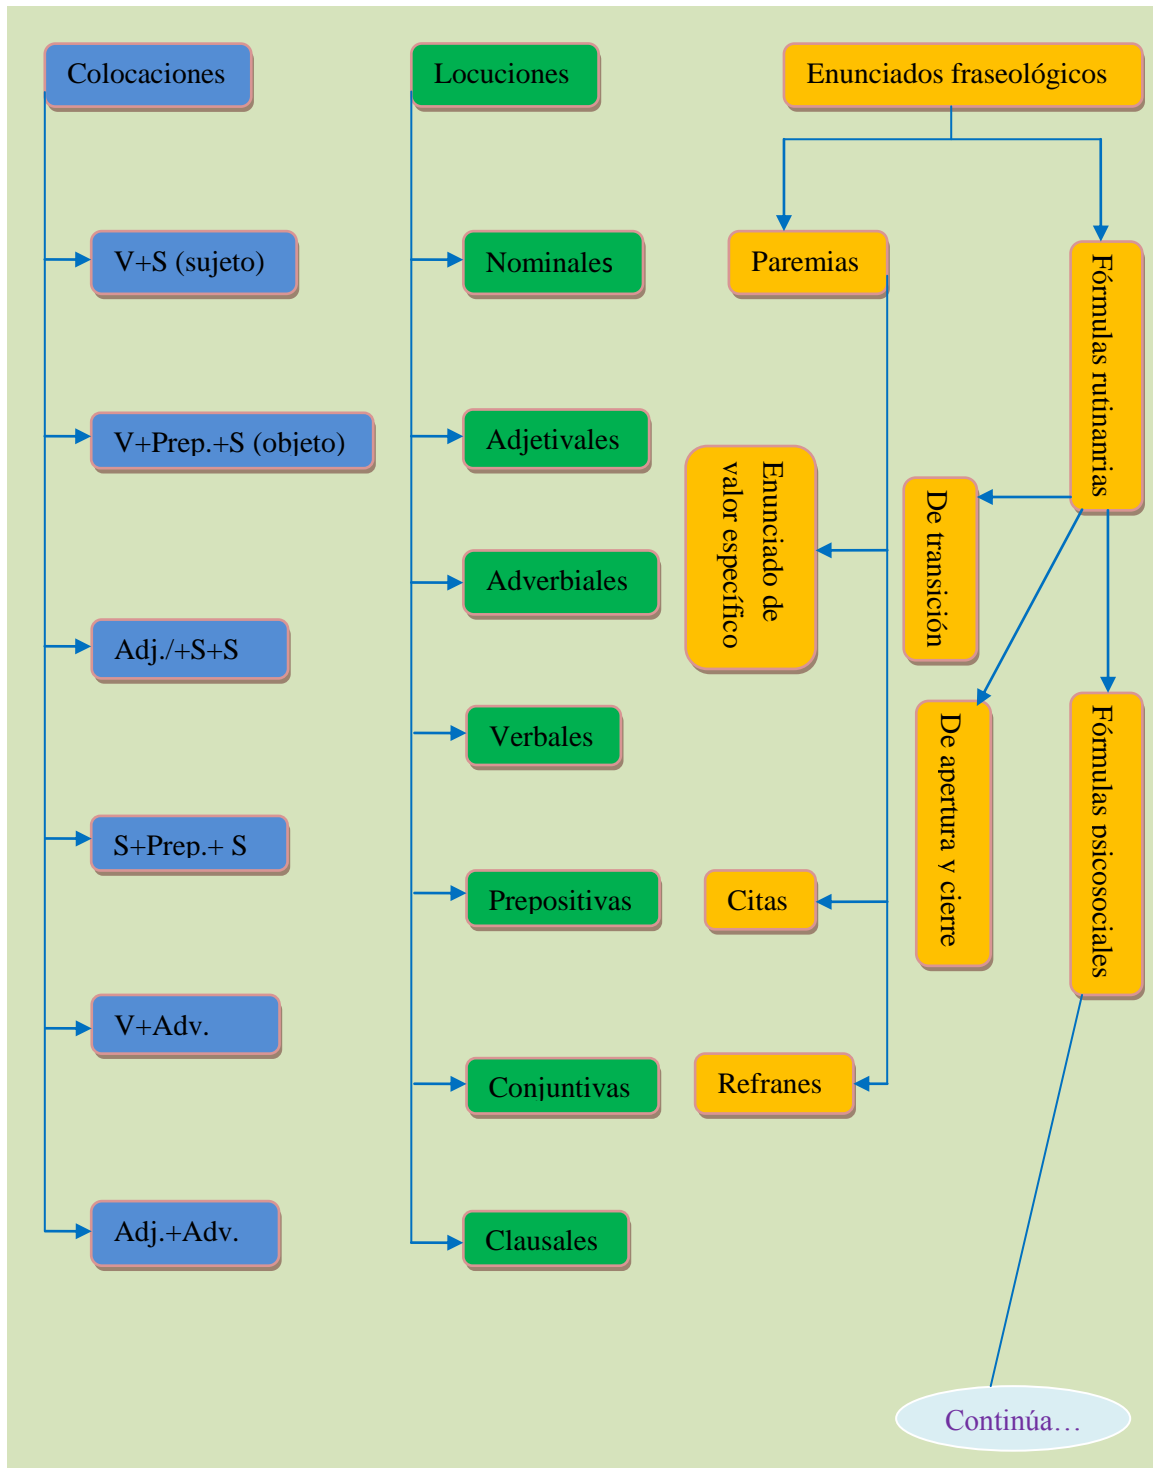 Colocaciones
V+S (sujeto)
V+Prep.+S (objeto)
Adj./+S+S
S+Prep.+ S
V+Adv.
Adj.+Adv.
Locuciones
Nominales
Adjetivales
Adverbiales
Verbales
Prepositivas
Conjuntivas
Clausales
Enunciados fraseológicos
Paremias
Enunciado de
valor específico
Citas
Refranes
Fórmulas rutinanrias
De transición
De apertura y cierre
Fórmulas psicosociales
Continúa…